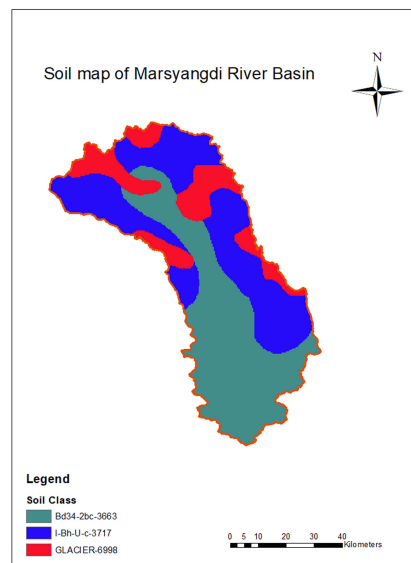 N
Soil map of Marsyangdi River Basin
Legend
Soil Class
Bd34-2bc-3663
I-Bh-U-c-3717
GLACIER-6998
0 5 10 20 30 40
Kilometers